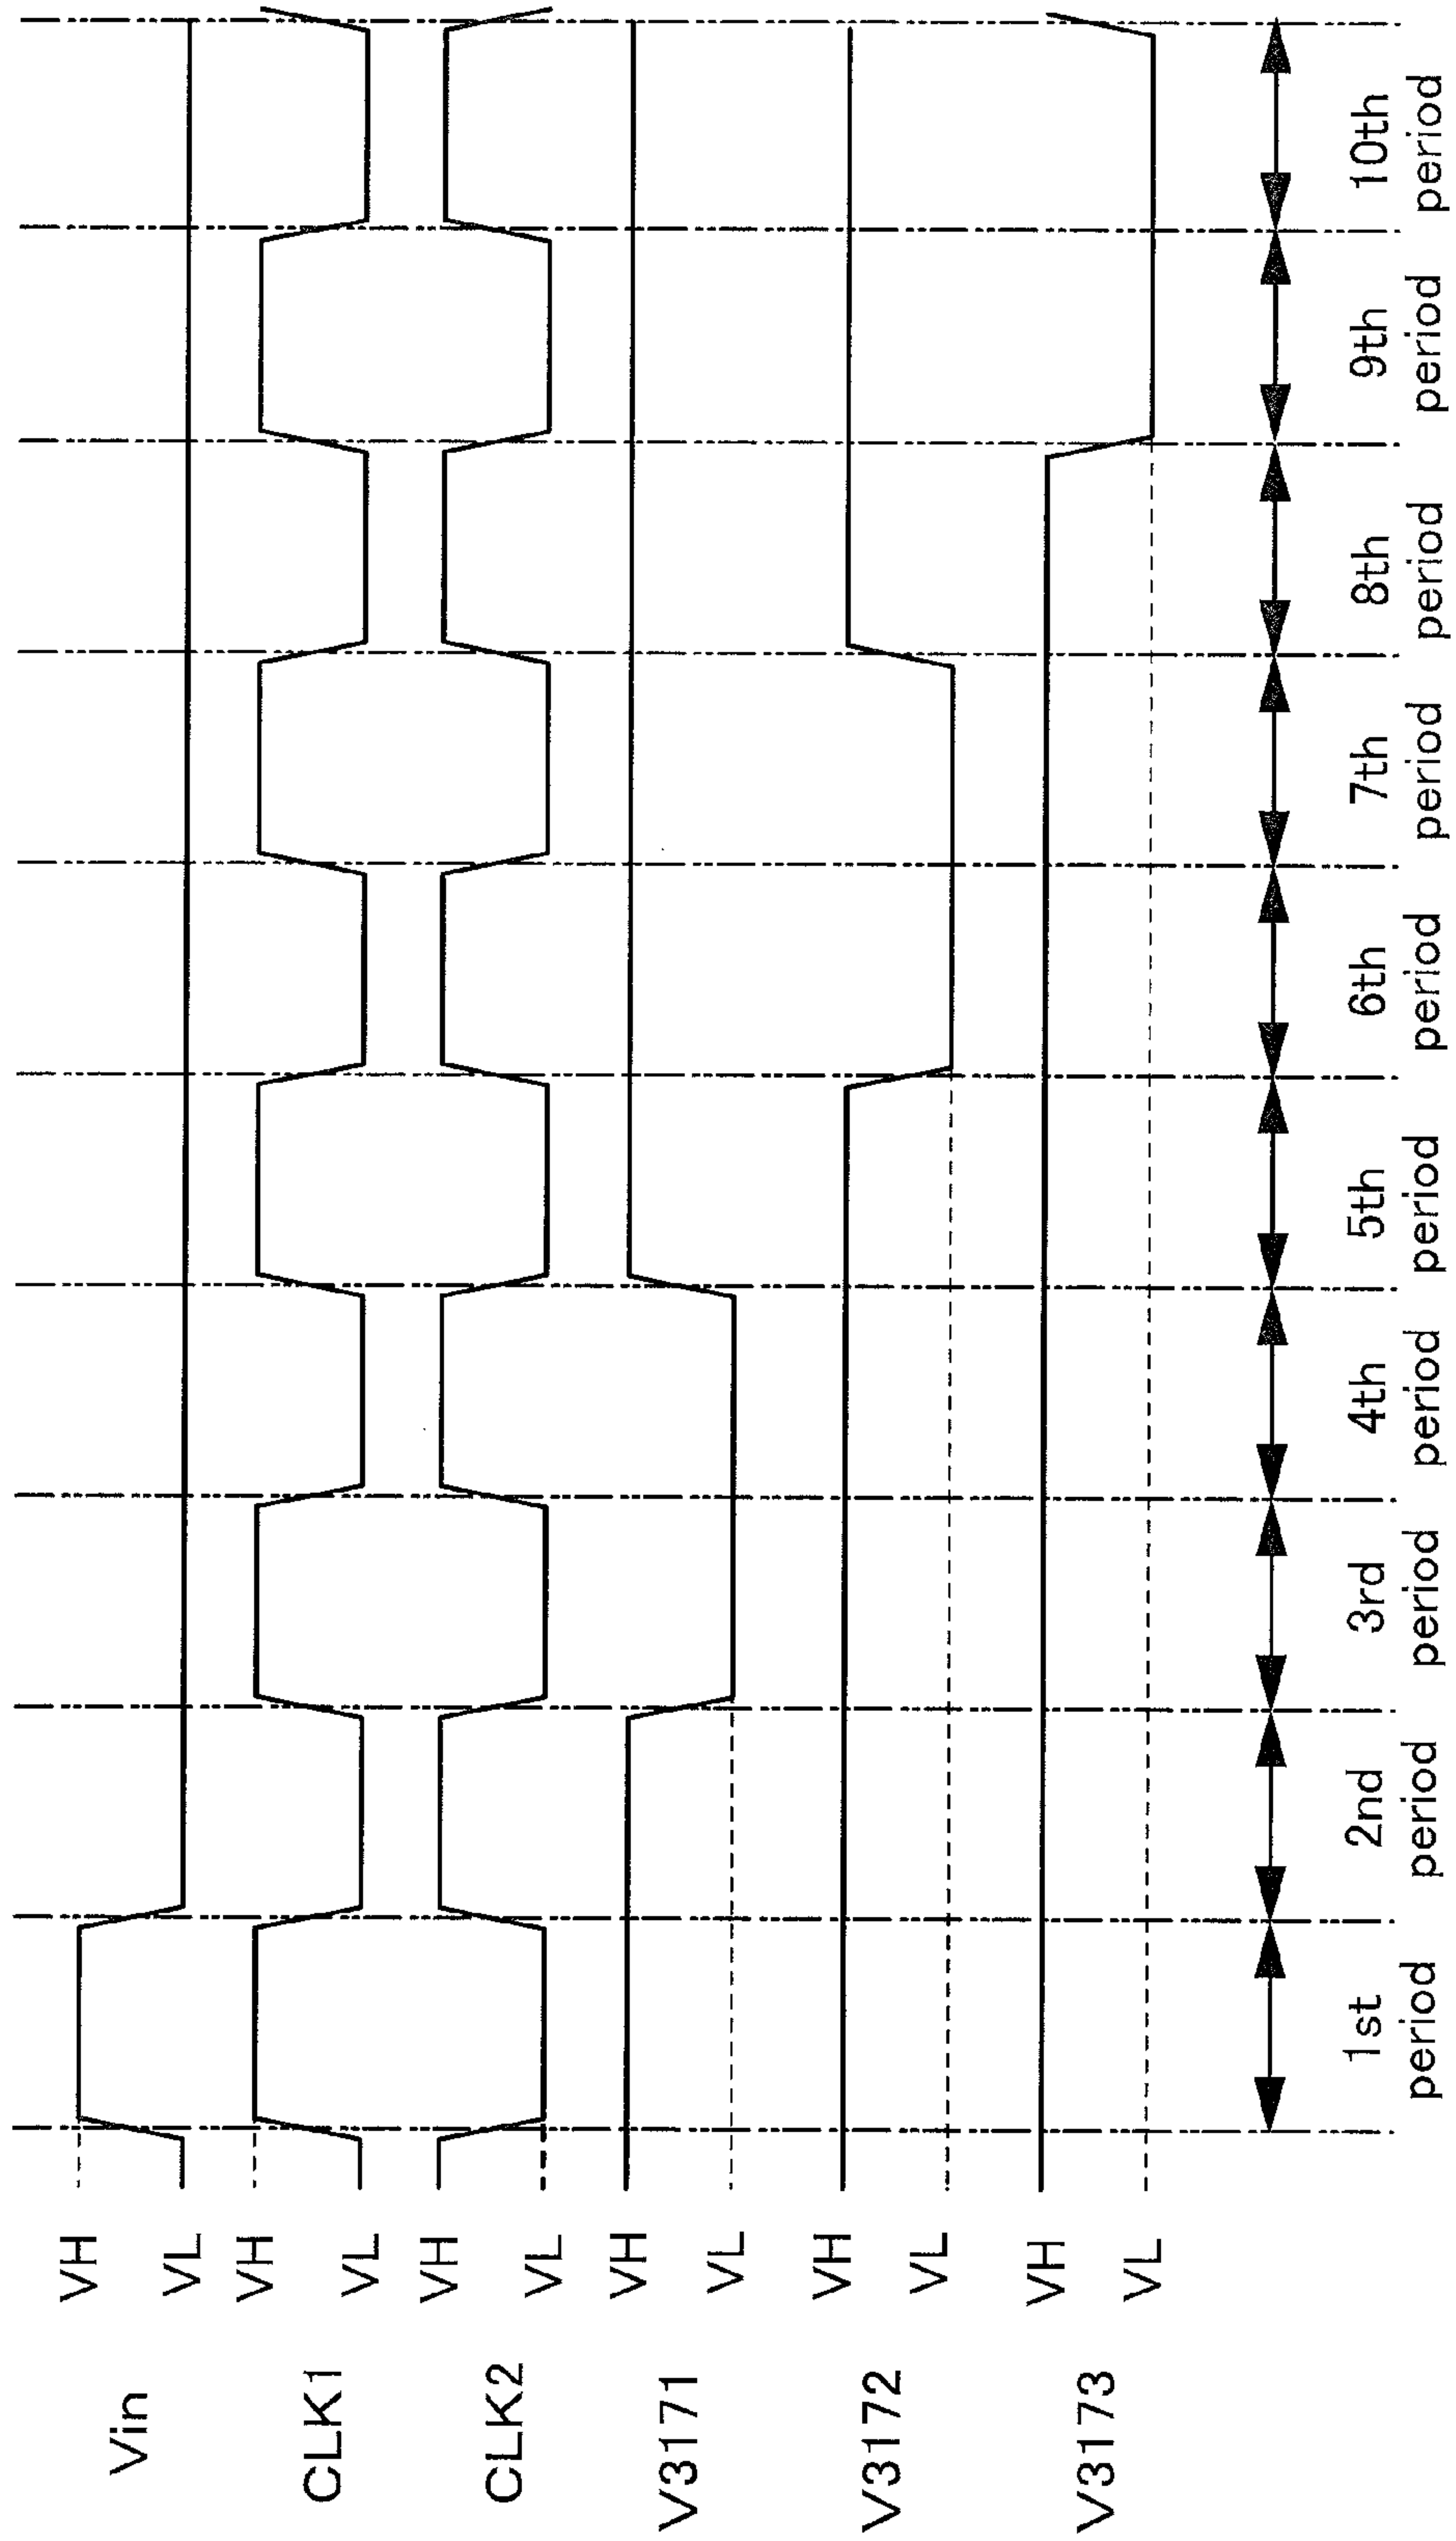 Vin
VH
VL
CLK1
VH
VL
CLK2
VH
VL
V3171
VH
VL
V3172
VH
VL
V3173
VH
VL
1st
period
2nd
period
3rd
period
4th
period
5th
period
6th
period
7th
period
8th
period
9th
period
10th
period